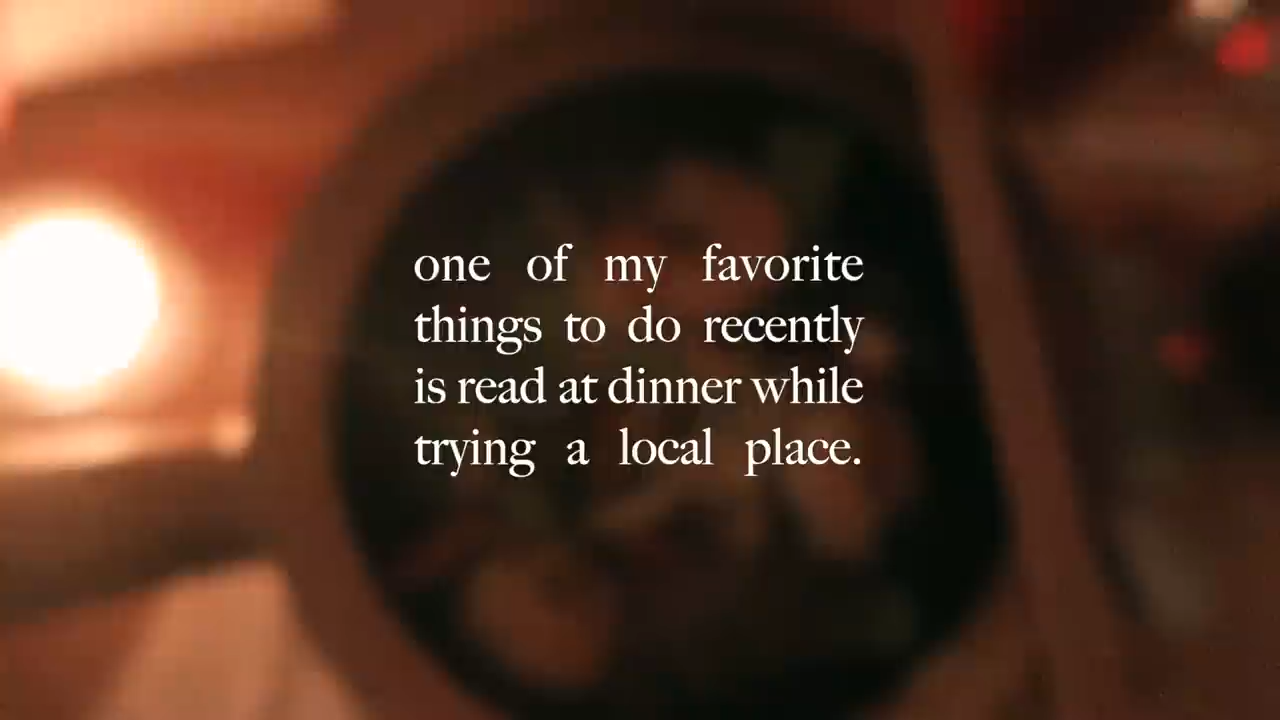 one of my favorite
things to do recently
is read at dinner while
trying a local place.